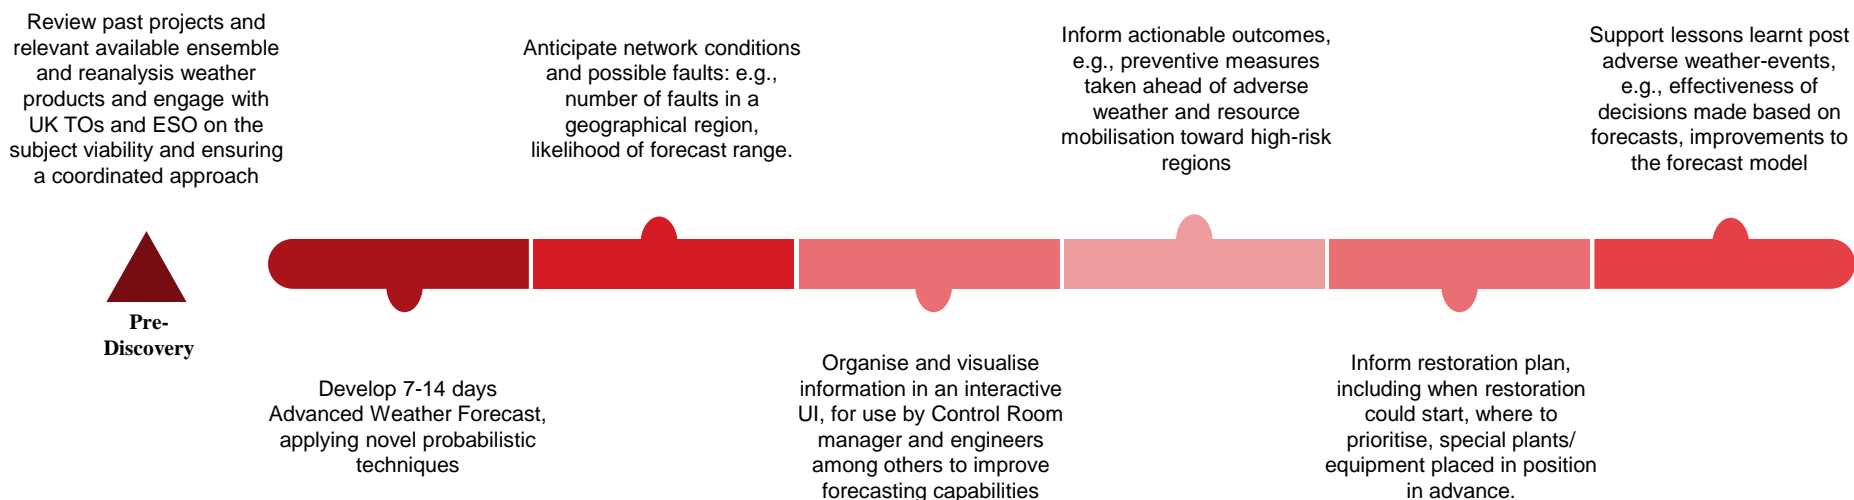 Review past projects and
relevant available ensemble
and reanalysis weather
products and engage with
UK TOs and ESO on the
subject viability and ensuring
a coordinated approach
Pre-
Discovery
Develop 7-14 days
Advanced Weather Forecast,
applying novel probabilistic
techniques
Anticipate network conditions
and possible faults: e.g.,
number of faults in a
geographical region,
likelihood of forecast range.
Organise and visualise
information in an interactive
UI, for use by Control Room
manager and engineers
among others to improve
forecasting capabilities
Inform actionable outcomes,
e.g., preventive measures
taken ahead of adverse
weather and resource
mobilisation toward high-risk
regions
Inform restoration plan,
including when restoration
could start, where to
prioritise, special plants/
equipment placed in position
in advance.
Support lessons learnt post
adverse weather-events,
e.g., effectiveness of
decisions made based on
forecasts, improvements to
the forecast model